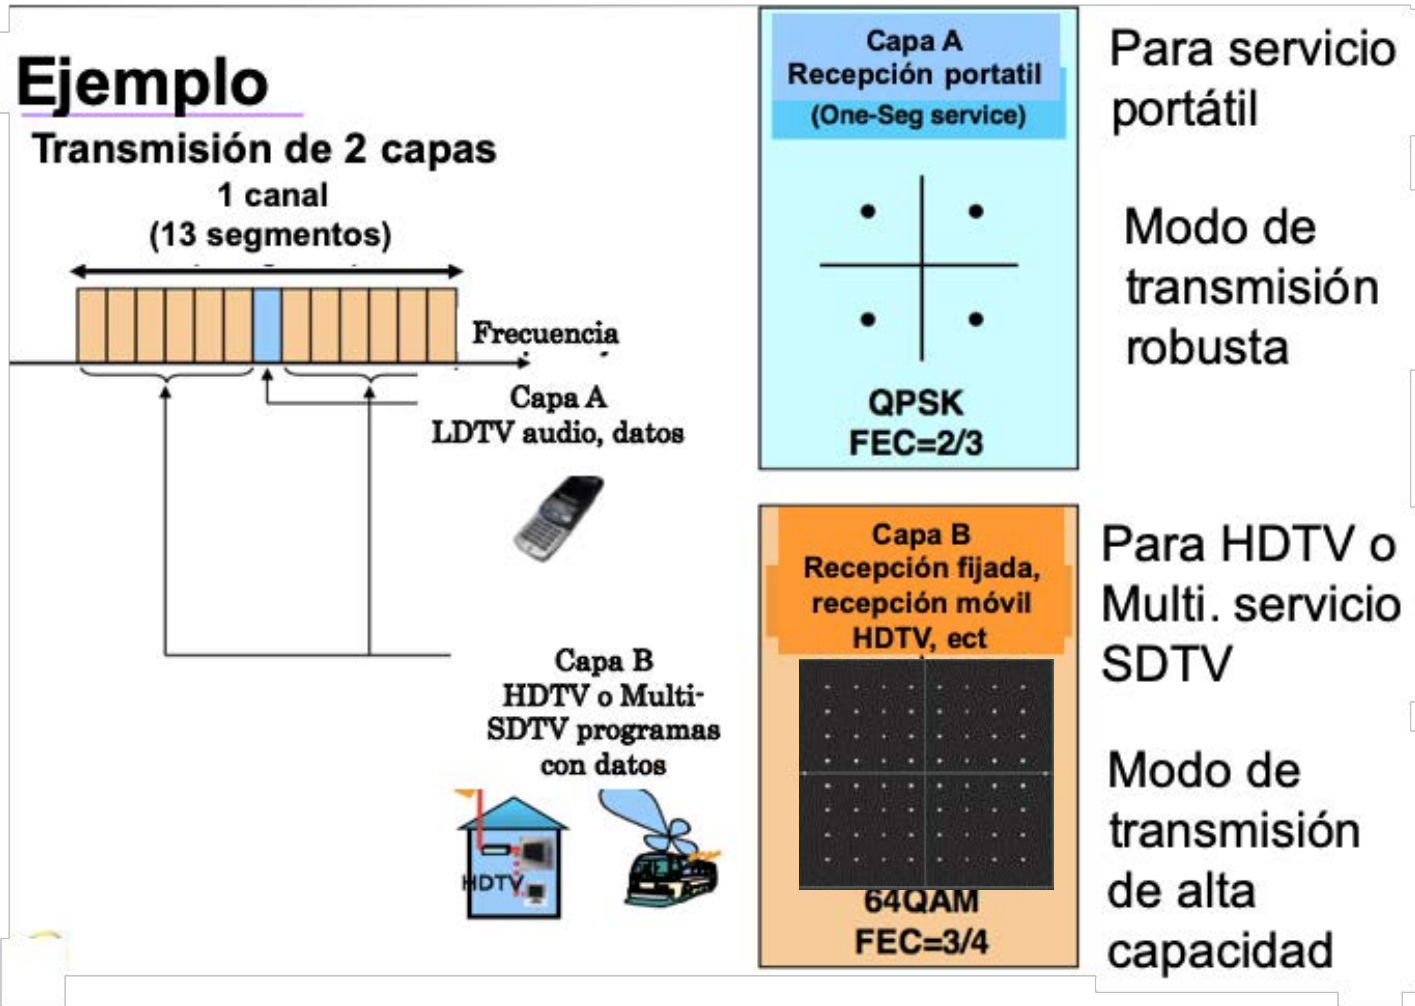 Ejemplo
Transmisión de 2 capas
1 canal
(13 segmentos)
Frecuencia
Capa A
LDTV audio, datos
Capa B
HDTV o Multi-
SDTV programas
con datos
HDTV
Capa A
Recepción portatil
(One-Seg service)
QPSK
FEC=2/3
Para servicio
portátil
Modo de
transmisión
robusta
Capa B
Recepción fijada,
recepción móvil
HDTV, ect
64QAM
FEC=3/4
Para HDTV o
Multi. servicio
SDTV
Modo de
transmisión
de alta
capacidad